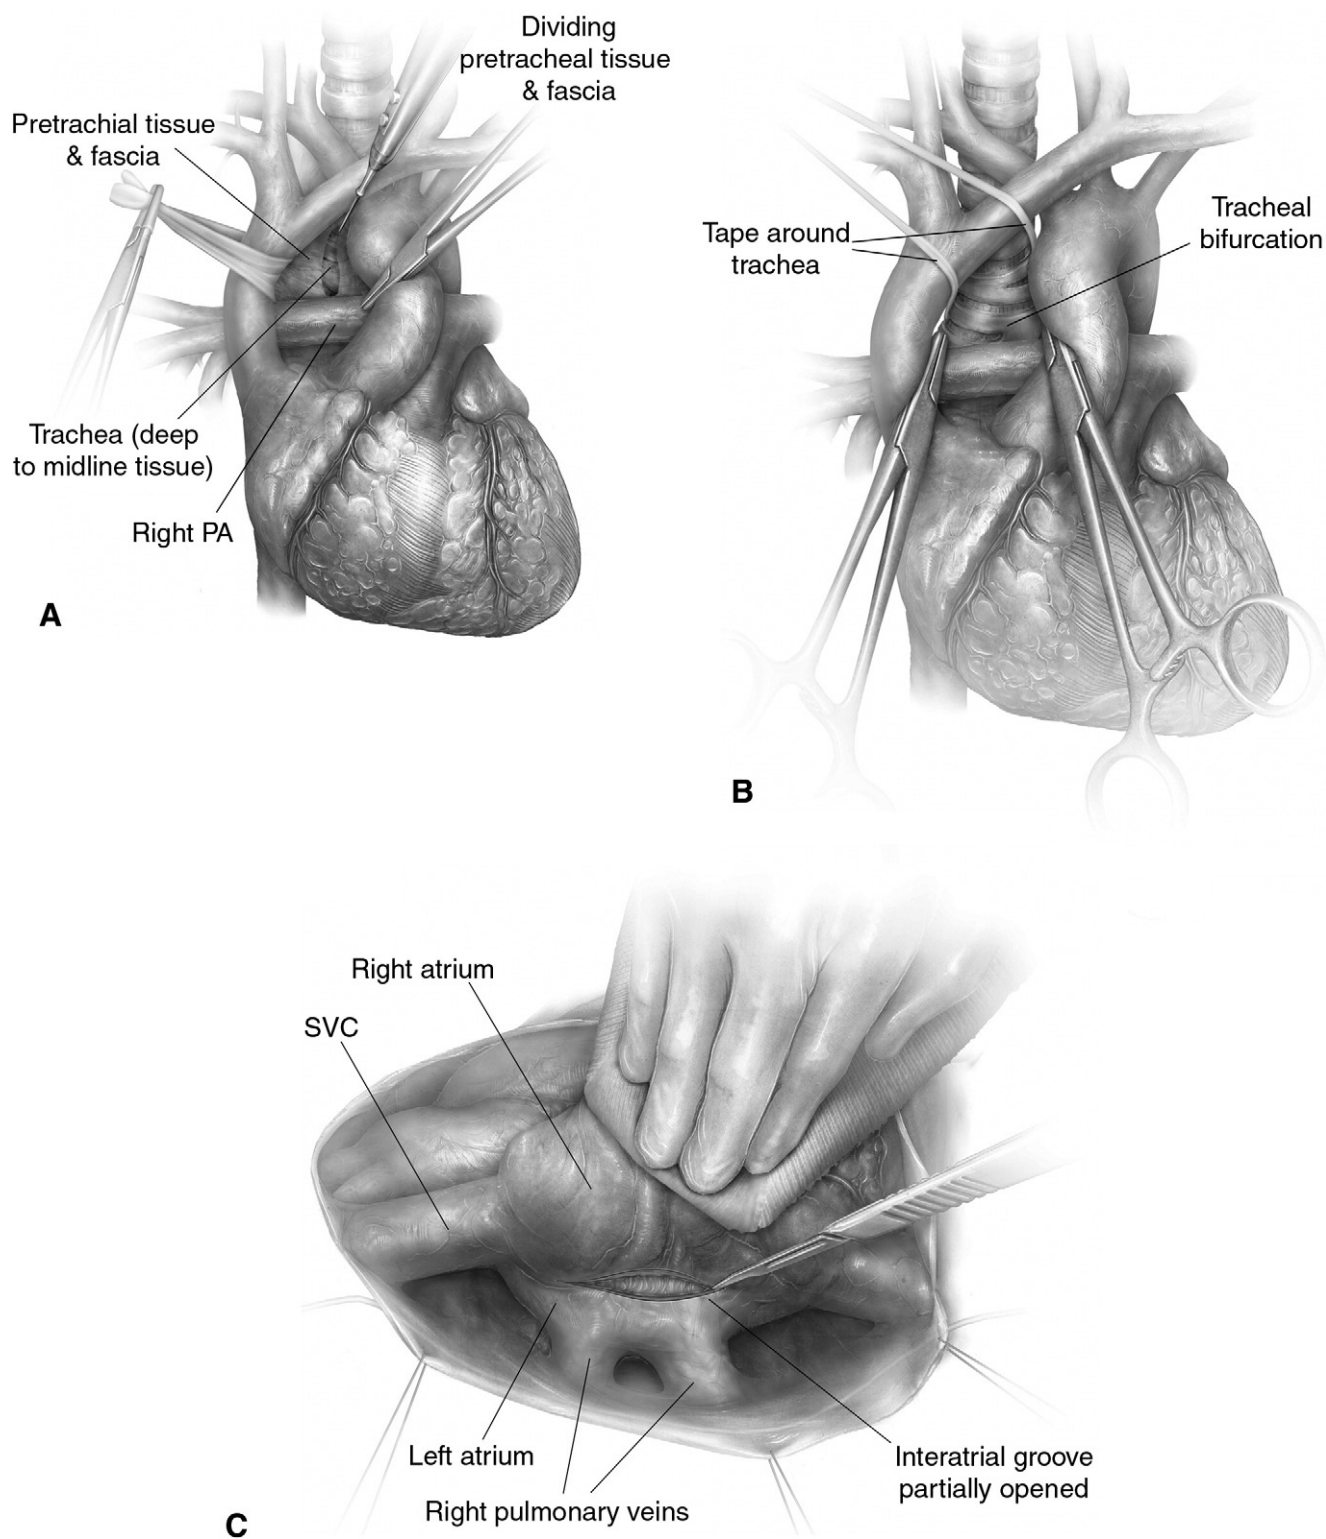 Dividing
pretracheal tissue
& fascia
Pretrachial tissue
& fascia
Trachea (deep
to midline tissue)
Right PA
A
Tape around
trachea
Tracheal
bifurcation
B
Right atrium
SVC
Left atrium
Right pulmonary veins
Interatrial groove
partially opened
C